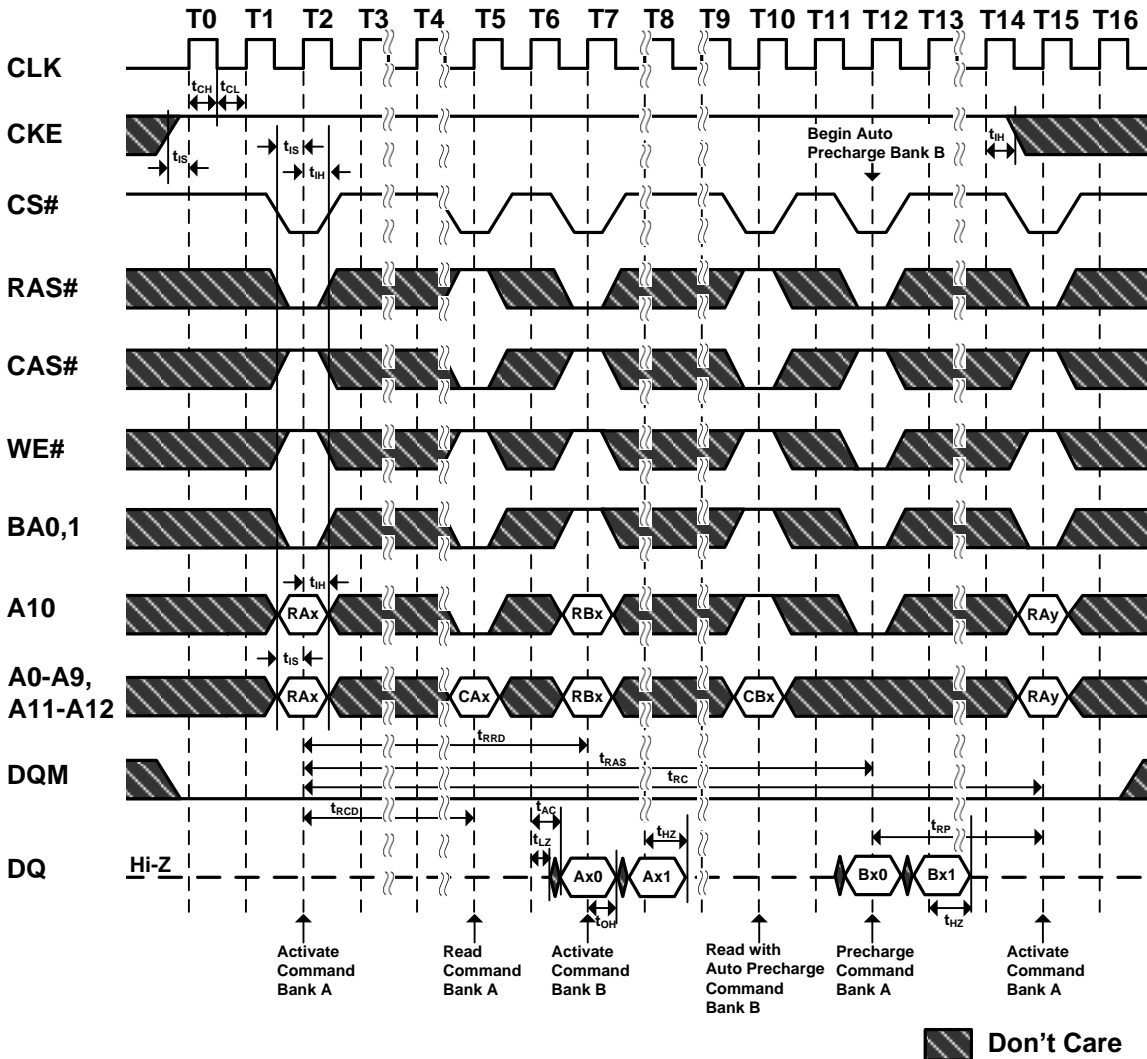 T0 T1 T2 T3 T4 T5 T6 T7 T8 T9 T10 T11 T12 T13 T14 T15 T16
CLK
tCH tCL
CKE
tIS
tIS
tIH
Begin Auto
Precharge Bank B
tIH
CS#
RAS#
CAS#
WE#
BA0,1
tIH
A10
RAx RBx RAy
tIS
A0-A9,
A11-A12
RAx CAx RBx CBx RAy
tRRD
tRAS
tRC
DQM
tRCD
tAC
tLZ
tHZ
tRP
DQ
Hi-Z
Ax0 Ax1 Bx0 Bx1
tOH
tHZ
Activate
Command
Bank A
Read
Command
Bank A
Activate
Command
Bank B
Read with
Auto Precharge
Command
Bank B
Precharge
Command
Bank A
Activate
Command
Bank A
Don't Care